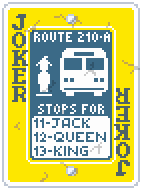 JOKER
ROUTE 210-A
STOPS FOR
11-JACK
12-QUEEN
13-KING
JOKER